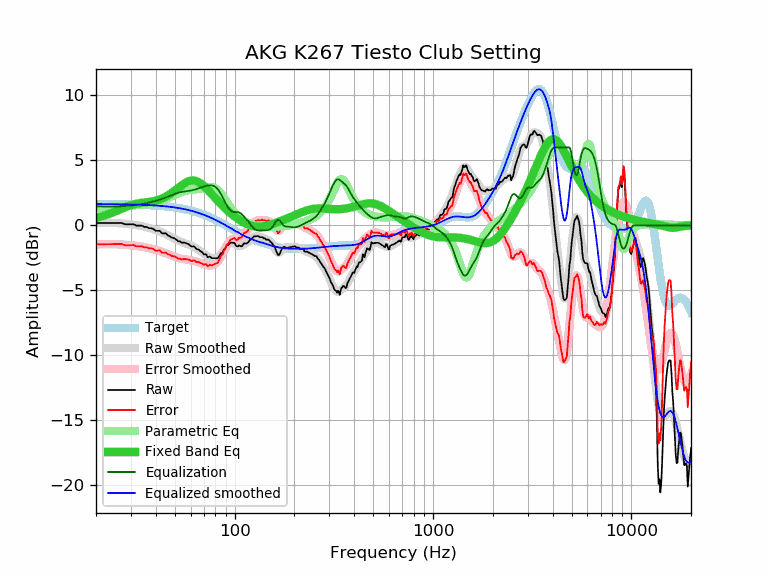 AKG K267 Tiesto Club Setting
10
5
0
−5
−10
−15
−20
Amplitude (dBr)
Target
Raw Smoothed
Error Smoothed
Raw
Error
Parametric Eq
Fixed Band Eq
Equalization
Equalized smoothed
100
1000
10000
Frequency (Hz)